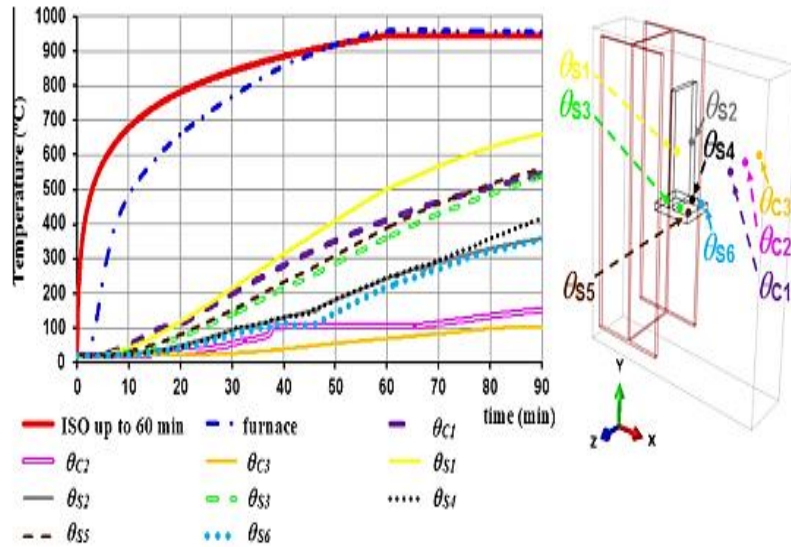 Temperature (°C)
1000
900
800
700
600
500
400
300
200
100
0
0 10 20 30 40 50 60 70 80 90
time (min)
ISO up to 60 min furnace θC1
θC2 θC3 θS1
θS2 θS3 θS4
θS5 θS6
θS1
θS3
θS2
θS4
θC3
θC2
θS6
θC1
θS5
Y
Z X